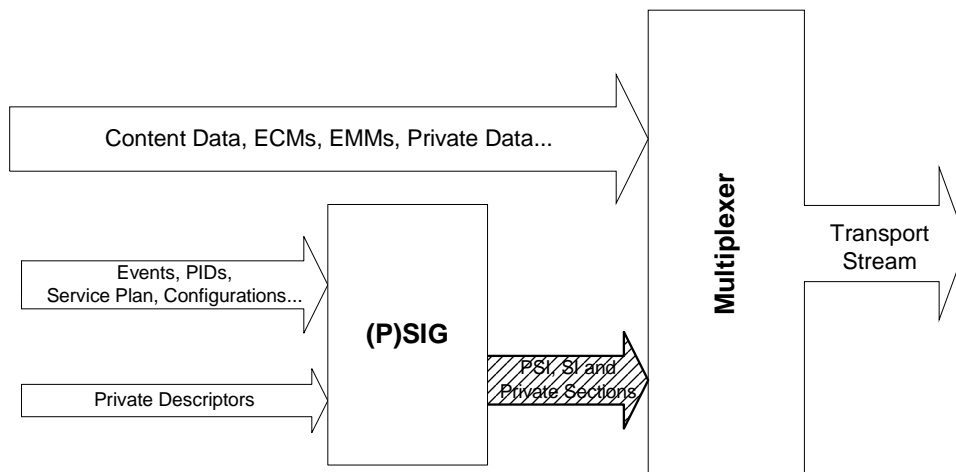 Content Data, ECMs, EMMs, Private Data...
Multiplexer
Transport
Stream
Events, PIDs,
Service Plan, Configurations...
(P)SIG
PSI, SI and
Private Sections
Private Descriptors